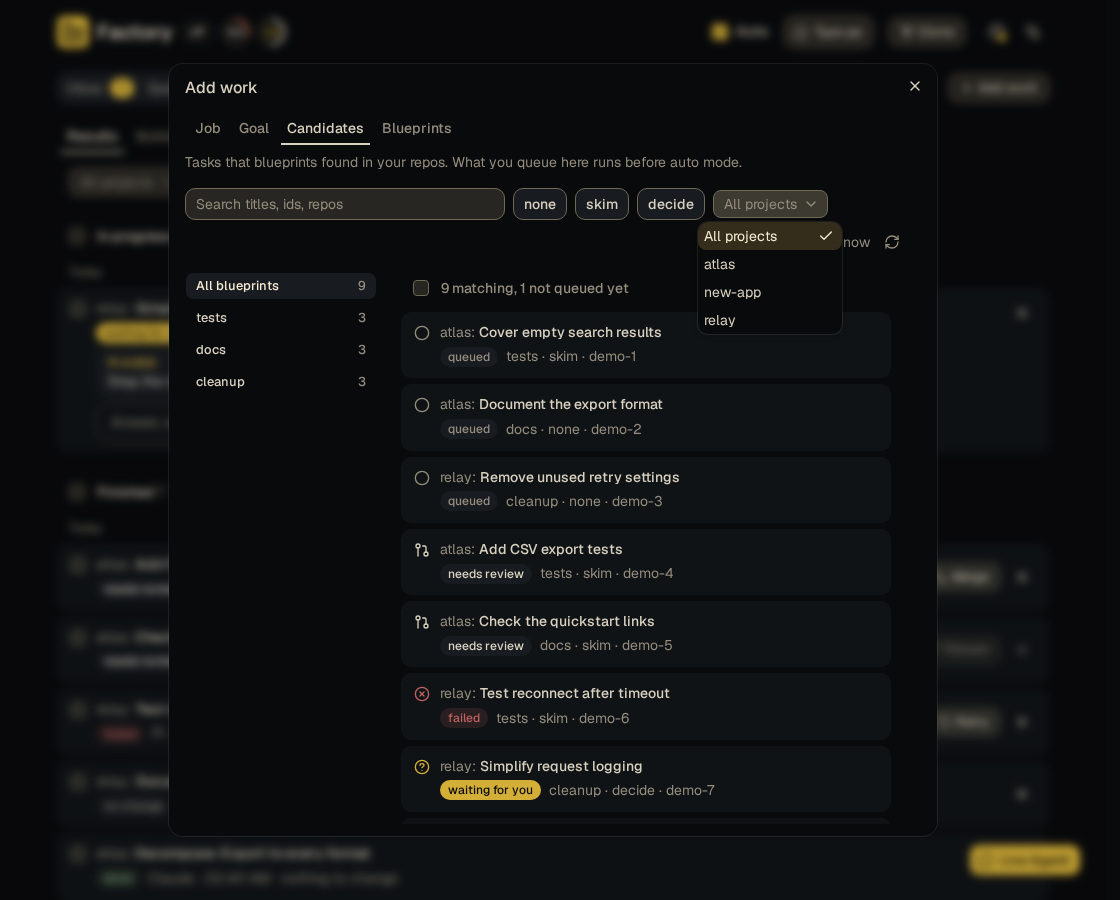 Factory
Add work
Job Goal Candidates Blueprints
Tasks that blueprints found in your repos. What you queue here runs before auto mode.
Search titles, ids, repos none skim decide All projects
All projects now
atlas
new-app
relay
All blueprints 9
tests 3
docs 3
cleanup 3
9 matching, 1 not queued yet
atlas: Cover empty search results
queued tests · skim · demo-1
atlas: Document the export format
queued docs · none · demo-2
relay: Remove unused retry settings
queued cleanup · none · demo-3
atlas: Add CSV export tests
needs review tests · skim · demo-4
atlas: Check the quickstart links
needs review docs · skim · demo-5
relay: Test reconnect after timeout
failed tests · skim · demo-6
relay: Simplify request logging
waiting for you cleanup · decide · demo-7